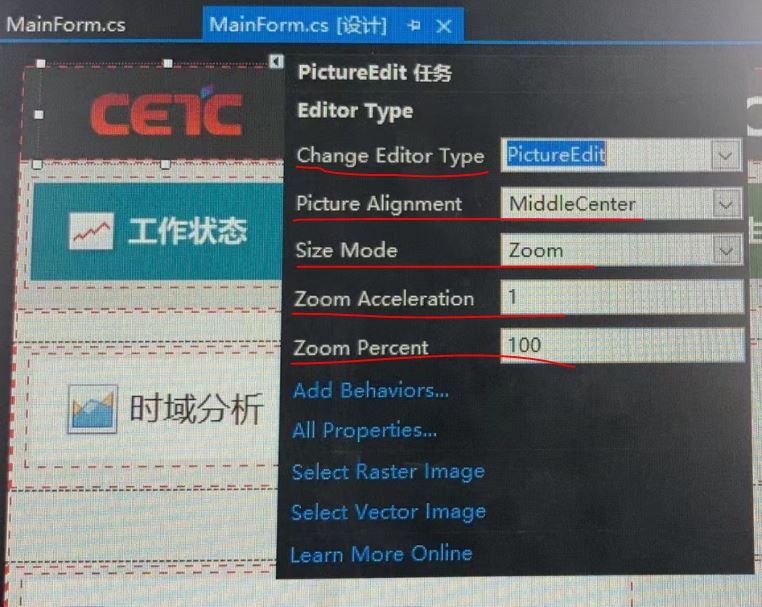 MainForm.cs
MainForm.cs [设计]
CETC
PictureEdit 任务
Editor Type
Change Editor Type PictureEdit
Picture Alignment MiddleCenter
工作状态
Size Mode Zoom
Zoom Acceleration 1
Zoom Percent 100
时域分析
Add Behaviors...
All Properties...
Select Raster Image
Select Vector Image
Learn More Online